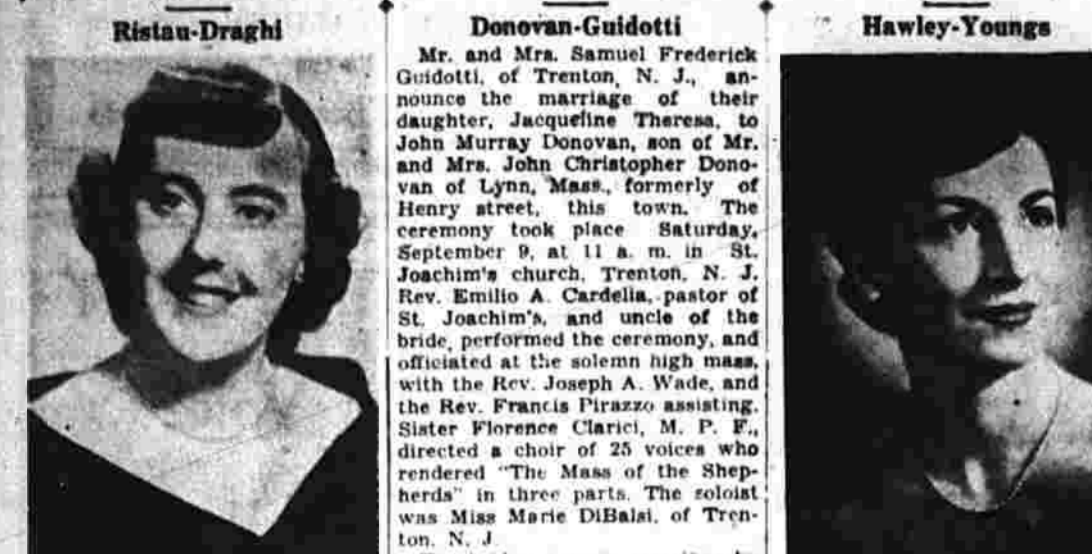 Ristau-Draghi
Donovan-Guidotti
Mr. and Mrs. Samuel Frederick
Guidotti, of Trenton, N. J., an-
nounce the marriage of their
daughter, Jacqueline Theresa, to
John Murray Donovan, son of Mr.
and Mrs. John Christopher Dono-
van of Lynn, Mass., formerly of
Henry street, this town. The
ceremony took place Saturday,
September 9, at 11 a. m. in St.
Joachim's church, Trenton, N. J.
Rev. Emilio A. Cardelia, pastor of
St. Joachim's, and uncle of the
bride, performed the ceremony, and
officiated at the solemn high mass,
with the Rev. Joseph A. Wade, and
the Rev. Francis Pirazzo assisting.
Sister Florence Clarici, M. P. F.,
directed a choir of 25 voices who
rendered "The Mass of the Shep-
herds" in three parts. The soloist
was Miss Marie DiBalsi, of Tren-
ton, N. J.
Hawley-Youngs